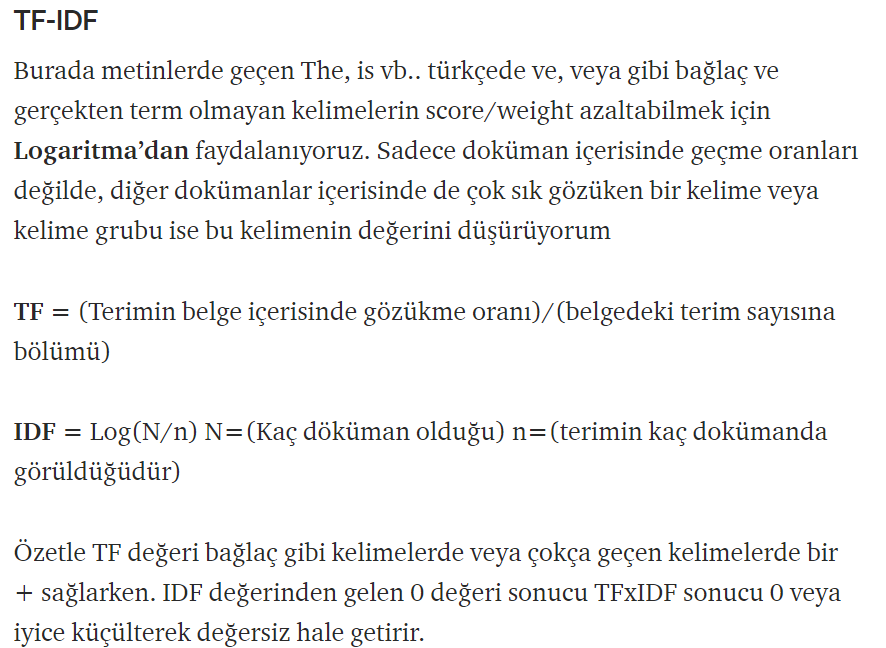 TF-IDF
Burada metinlerde geçen The, is vb.. türkçede ve, veya gibi bağlaç ve
gerçekten term olmayan kelimelerin score/weight azaltabilmek için
Logaritma’dan faydalanıyoruz. Sadece doküman içerisinde geçme oranları
değilde, diğer dokümanlar içerisinde de çok sık gözüken bir kelime veya
kelime grubu ise bu kelimenin değerini düşürüyorum
TF = (Terimin belge içerisinde gözükme oranı)/(belgedeki terim sayısına
bölümü)
IDF = Log(N/n) N=(Kaç döküman olduğu) n=(terimin kaç dokümanda
görüldüğüdür)
Özetle TF değeri bağlaç gibi kelimelerde veya çokça geçen kelimelerde bir
+ sağlarken. IDF değerinden gelen 0 değeri sonucu TFxIDF sonucu 0 veya
iyice küçülterek değersiz hale getirir.